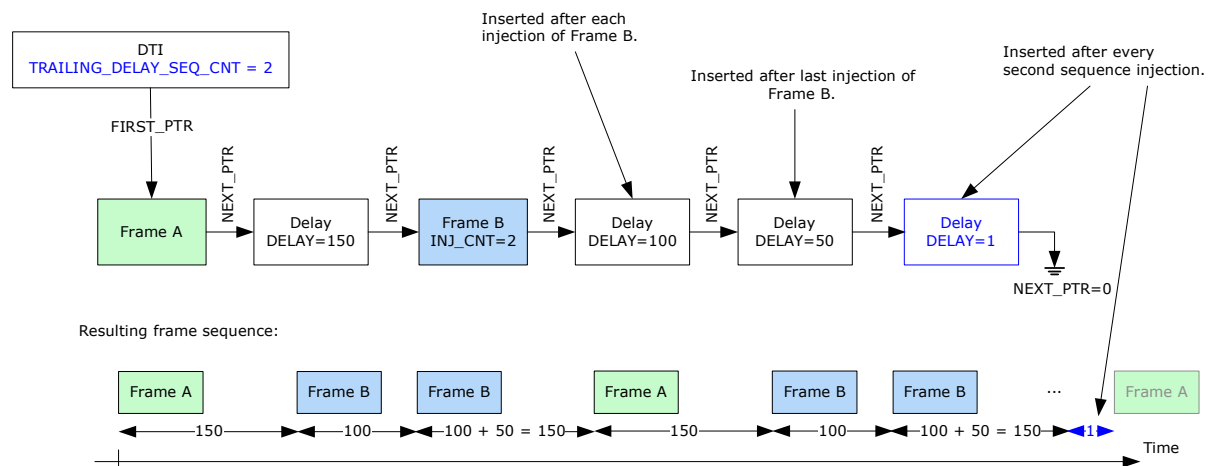 Inserted after each
injection of Frame B.
DTI
TRAILING_DELAY_SEQ_CNT = 2
Inserted after last injection of
Frame B.
Inserted after every
second sequence injection.
FIRST_PTR
NEXT_PTR
NEXT_PTR
NEXT_PTR
NEXT_PTR
NEXT_PTR
Frame A
Delay
DELAY=150
Frame B
INJ_CNT=2
Delay
DELAY=100
Delay
DELAY=50
Delay
DELAY=1
NEXT_PTR=0
Resulting frame sequence:
Frame A
Frame B
Frame B
Frame A
Frame B
Frame B
...
Frame A
150
100
100 + 50 = 150
150
100
100 + 50 = 150
1
Time